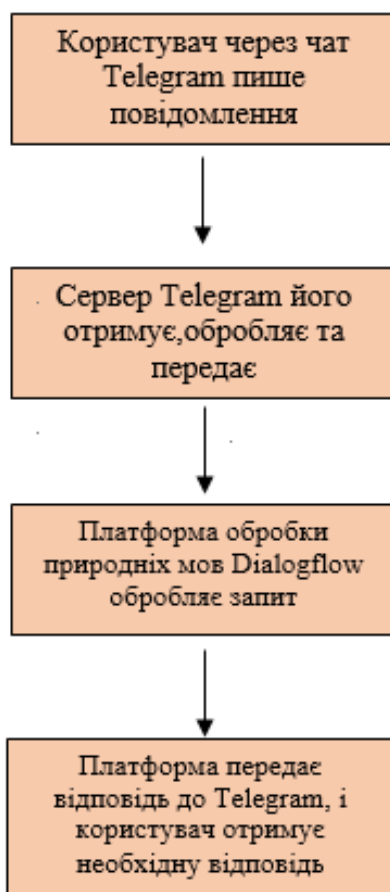 Користувач через чат
Telegram пише
повідомлення
Сервер Telegram його
отримує,обробляє та
передає
Платформа обробки
природніх мов Dialogflow
обробляє запит
Платформа передає
відповідь до Telegram, і
користувач отримує
необхідну відповідь